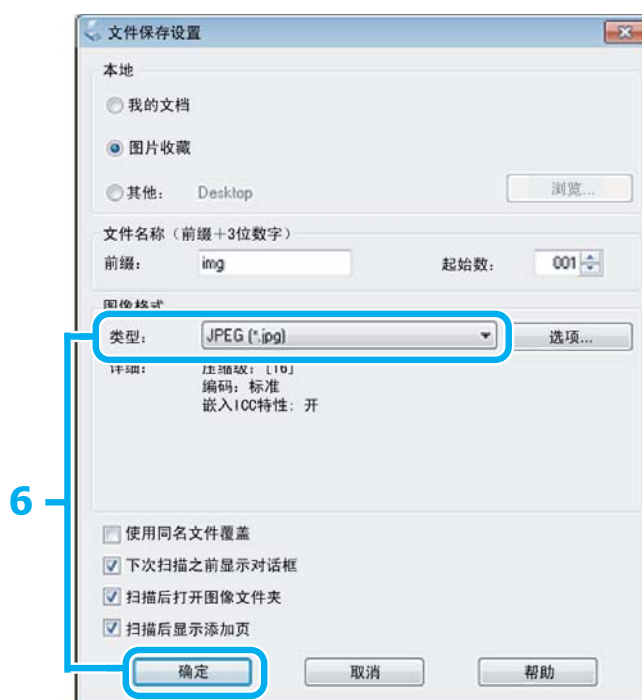 文件保存设置
本地
我的文档
图片收藏
其他： Desktop 浏览...
文件名称（前缀＋3位数字）
前缀： img 起始数： 001
图像格式
类型： JPEG (*.jpg) 选项...
详细： 压缩级：[16]
编码：标准
嵌入ICC特性：开
6
使用同名文件覆盖
下次扫描之前显示对话框
扫描后打开图像文件夹
扫描后显示添加页
确定 取消 帮助